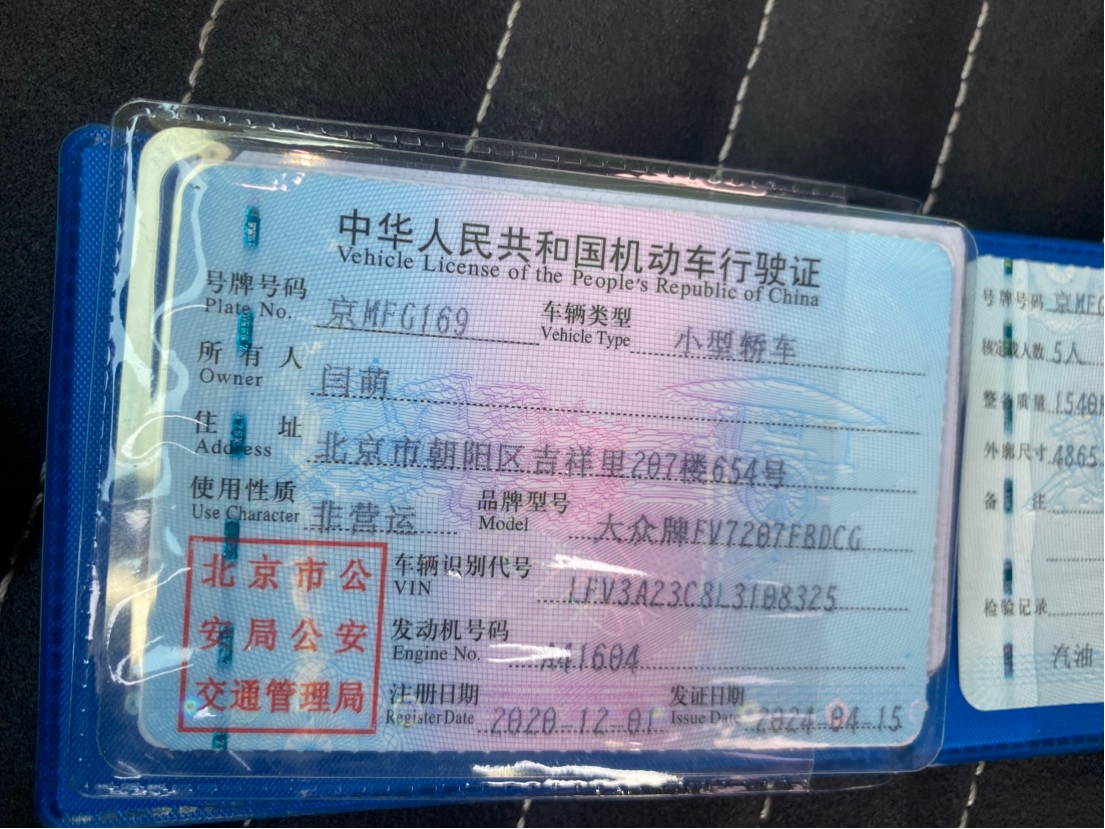 中华人民共和国机动车行驶证
Vehicle License of the People's Republic of China
号牌号码 京MFG169 车辆类型 小型轿车
Plate No. Vehicle Type
所有人 闫萌
Owner
住址 北京市朝阳区吉祥里207楼654号
Address
使用性质 非营运 品牌型号 大众牌FV7207FBDCG
Use Character Model
北京市公
安局公安
交通管理局
车辆识别代号 LFV3A23C8L3108325
VIN
发动机号码 A41604
Engine No.
注册日期 2020-12-01 发证日期 2024-04-15
Register Date Issue Date
号牌号码 京MFG
核定载人数 5人
整备质量 1540
外廓尺寸 4865
备注
检验记录
汽油